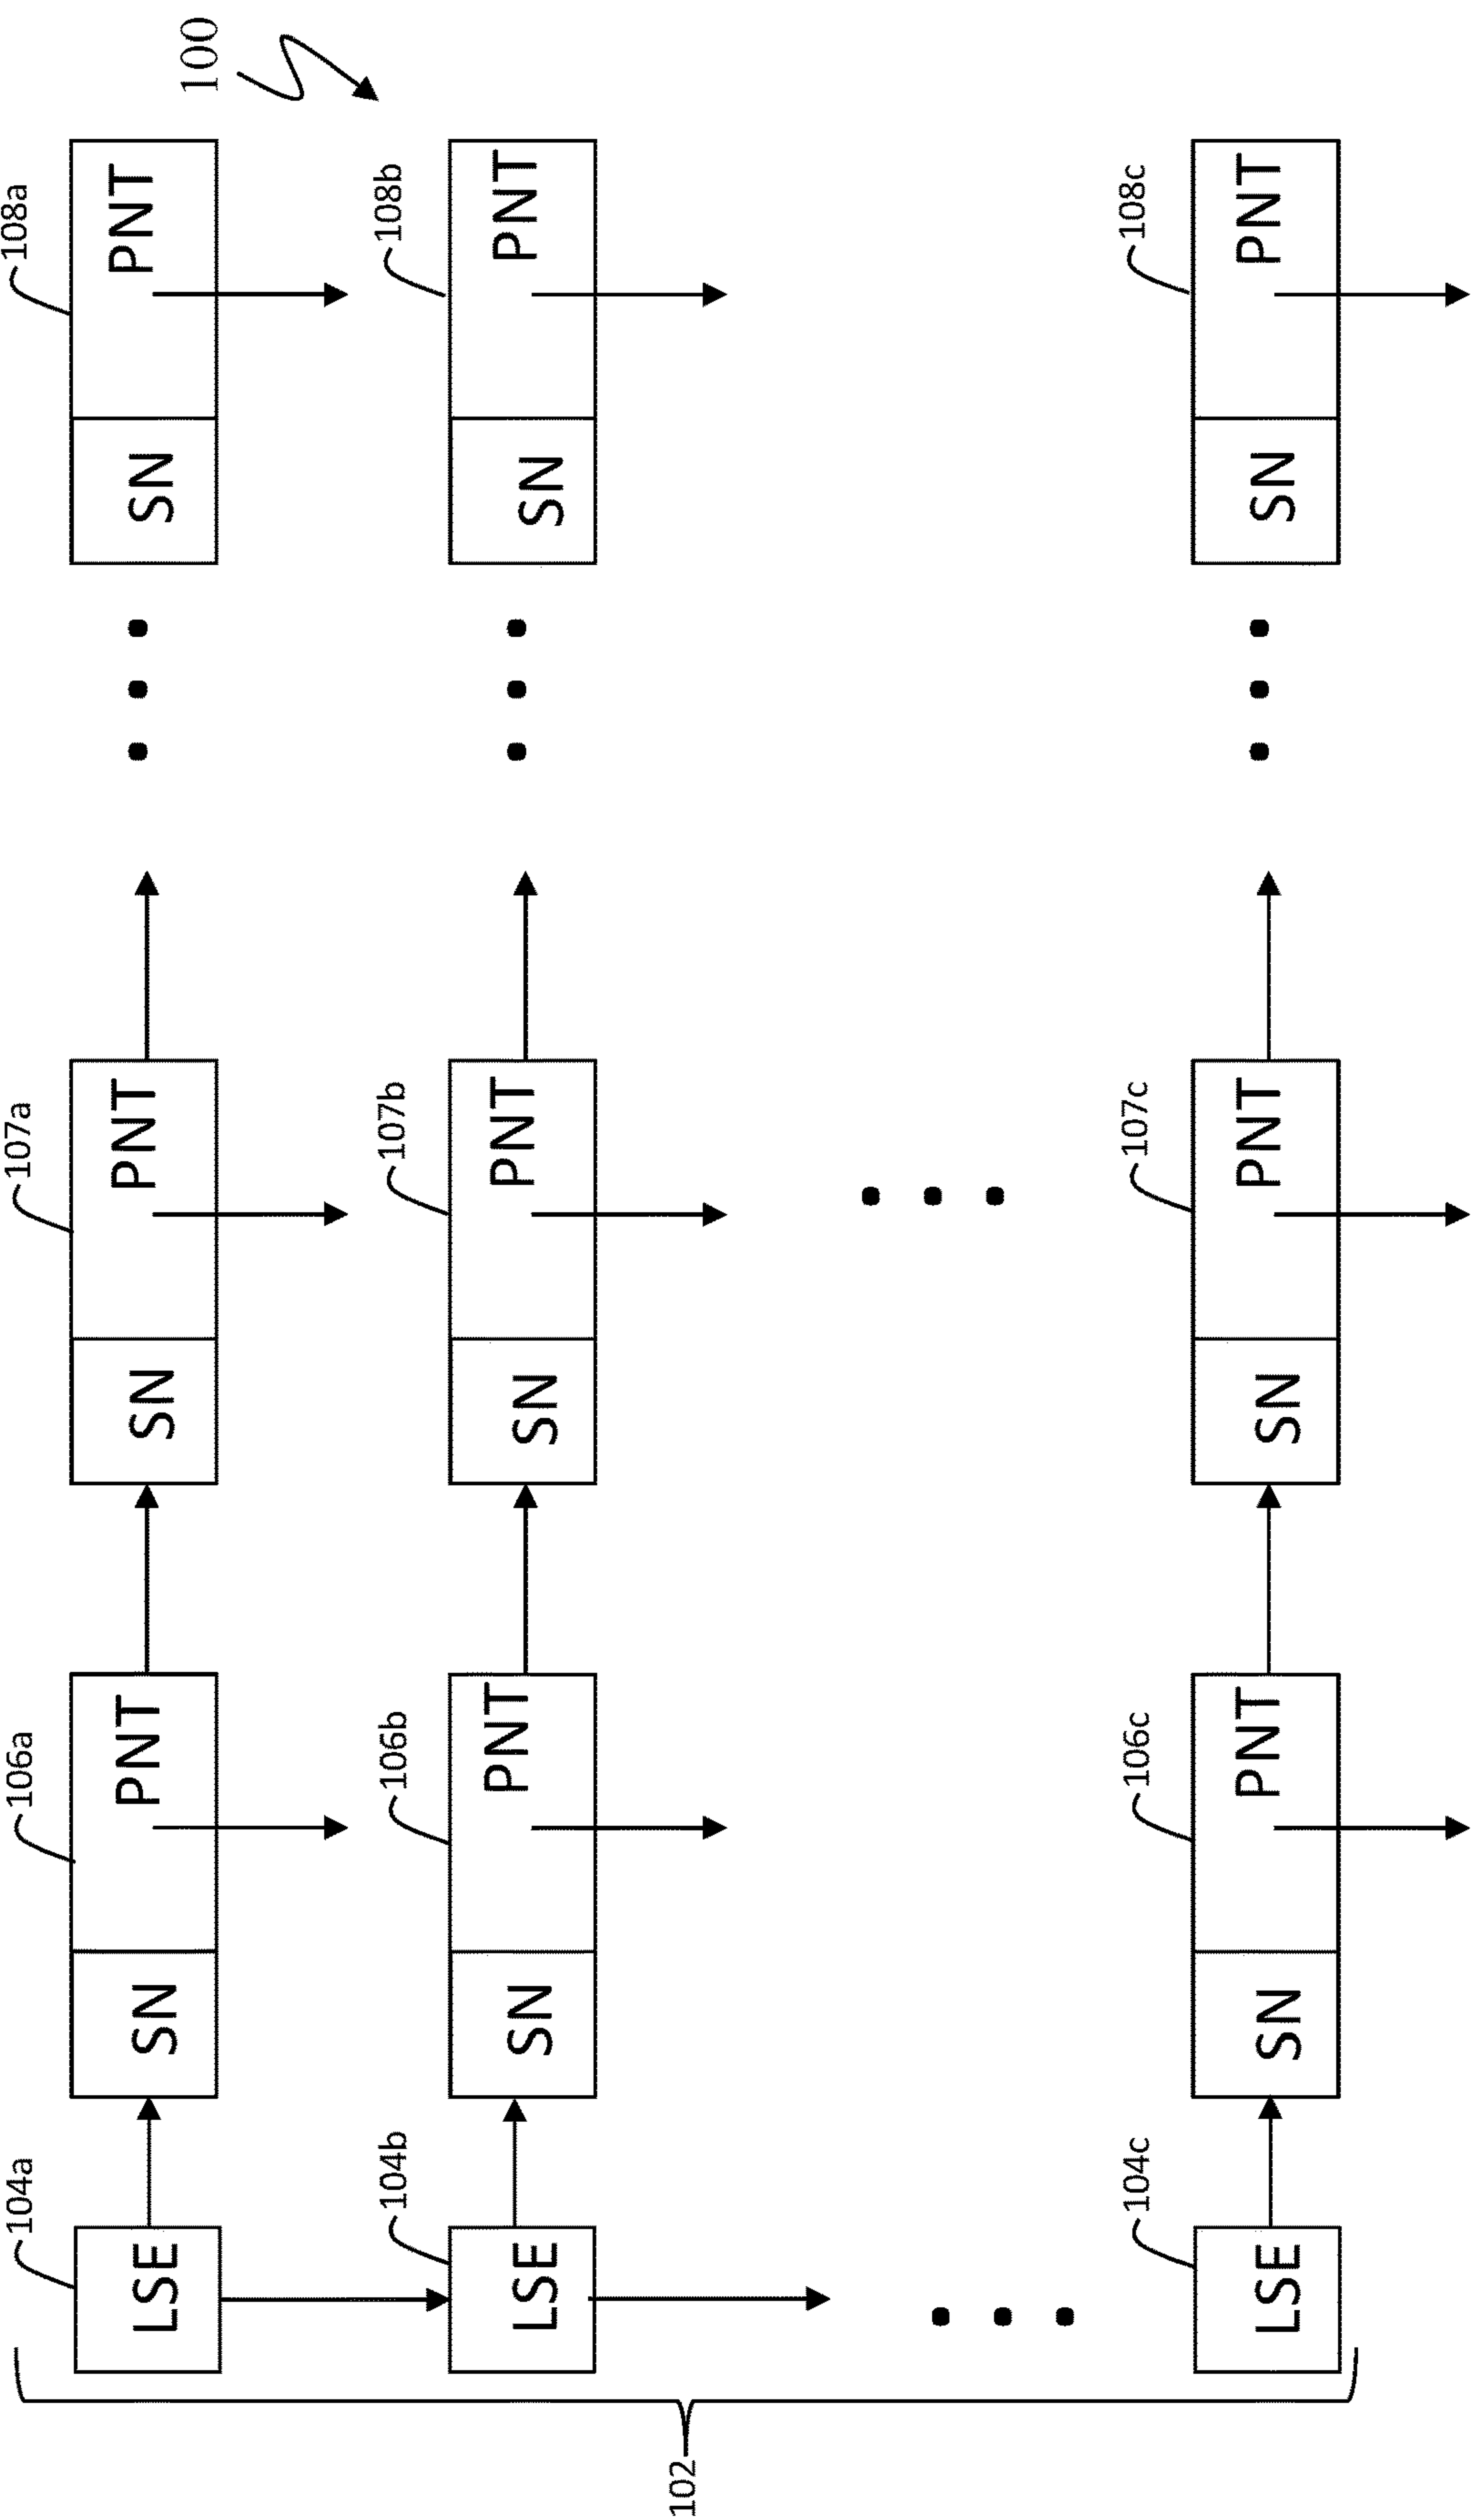 104a 106a 107a 108a
LSE SN PNT SN PNT SN PNT
100
104b 106b 107b 108b
LSE SN PNT SN PNT SN PNT
102
104c 106c 107c 108c
LSE SN PNT SN PNT SN PNT